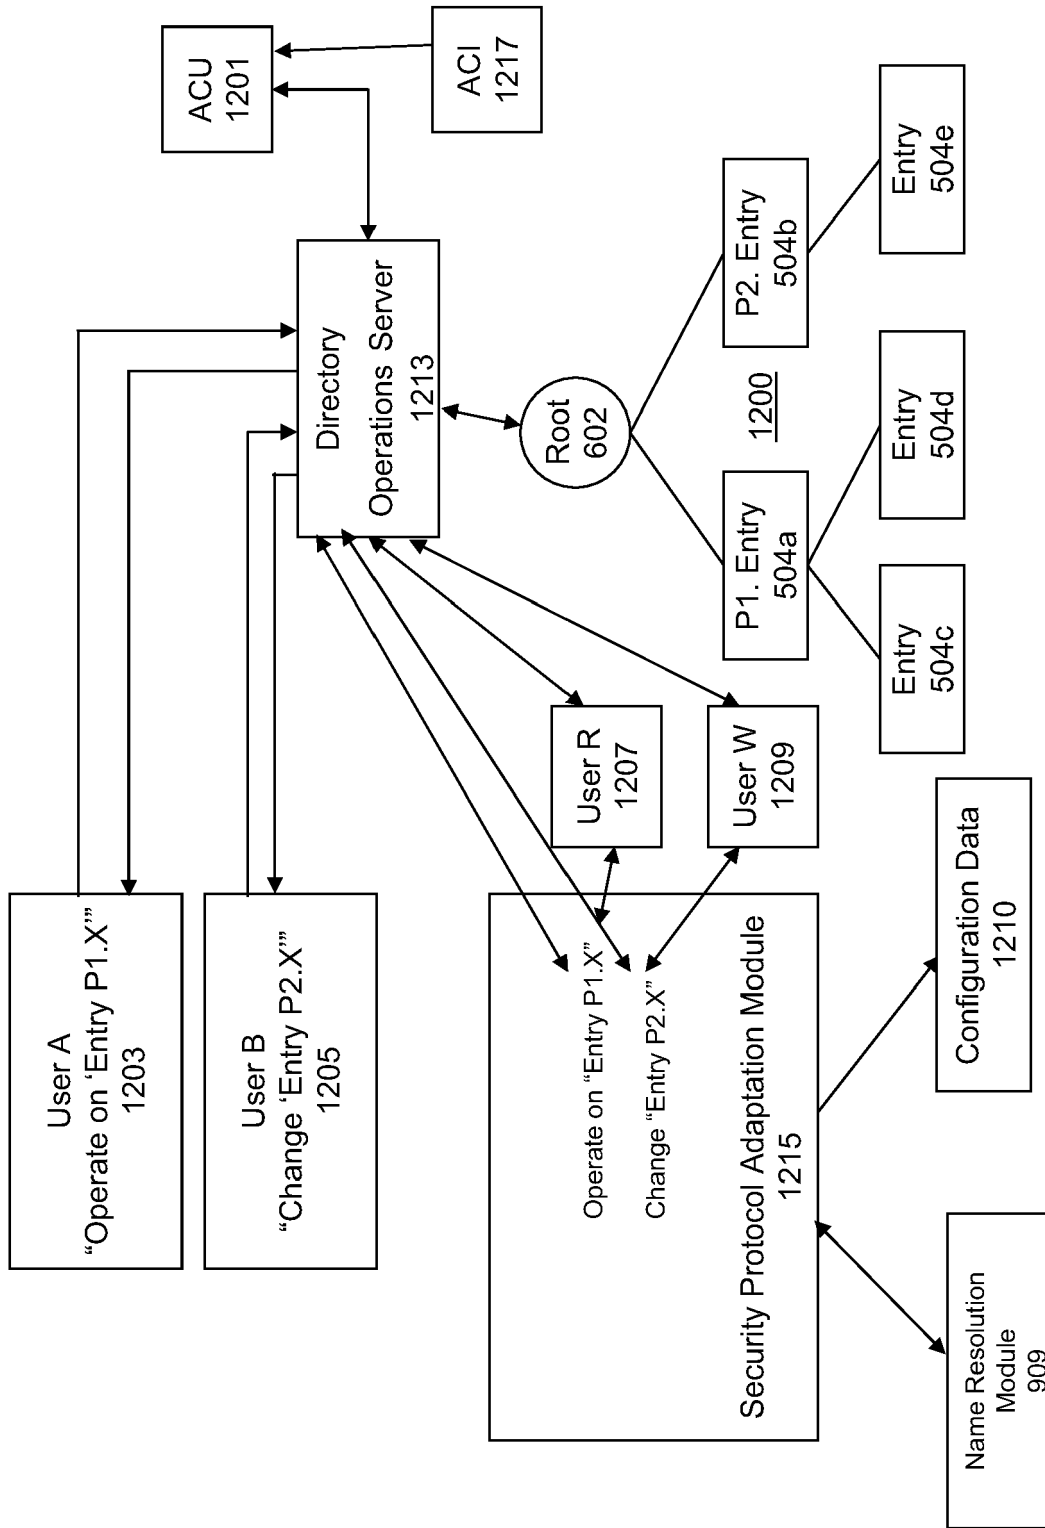 User A
“Operate on ‘Entry P1.X’”
1203
User B
“Change ‘Entry P2.X’”
1205
Directory
Operations Server
1213
ACU
1201
ACI
1217
Operate on “Entry P1.X”
Change “Entry P2.X”
Security Protocol Adaptation Module
1215
User R
1207
User W
1209
Root
602
1200
P1. Entry
504a
P2. Entry
504b
Entry
504c
Entry
504d
Entry
504e
Name Resolution
Module
909
Configuration Data
1210